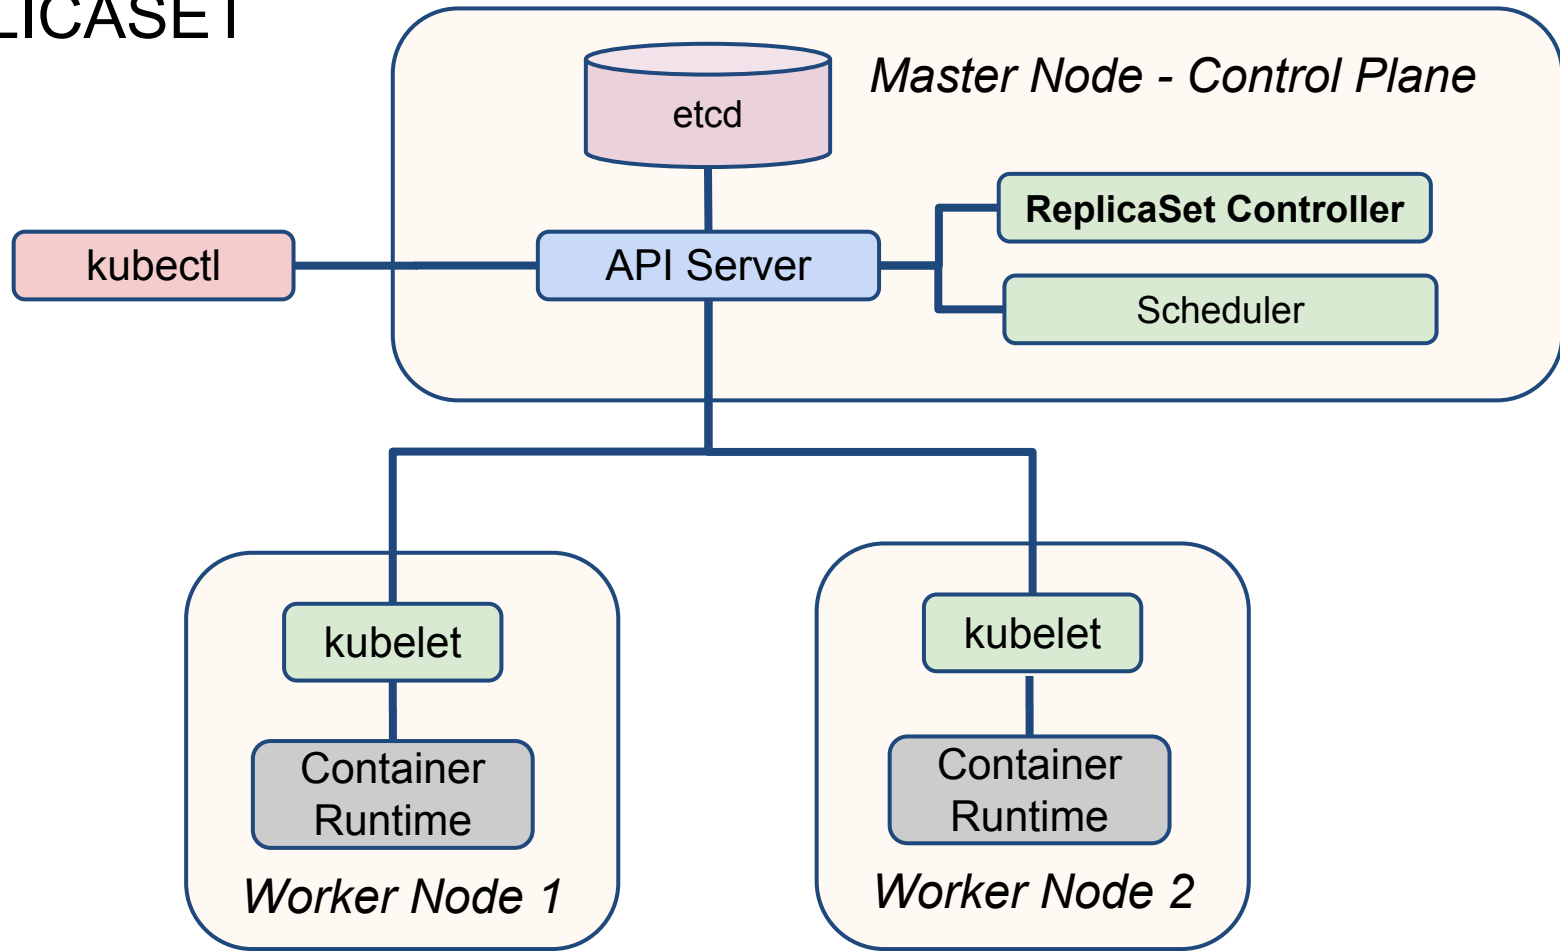 LICASET
Master Node - Control Plane
etcd
ReplicaSet Controller
kubectl
API Server
Scheduler
kubelet
kubelet
Container
Runtime
Container
Runtime
Worker Node 1
Worker Node 2